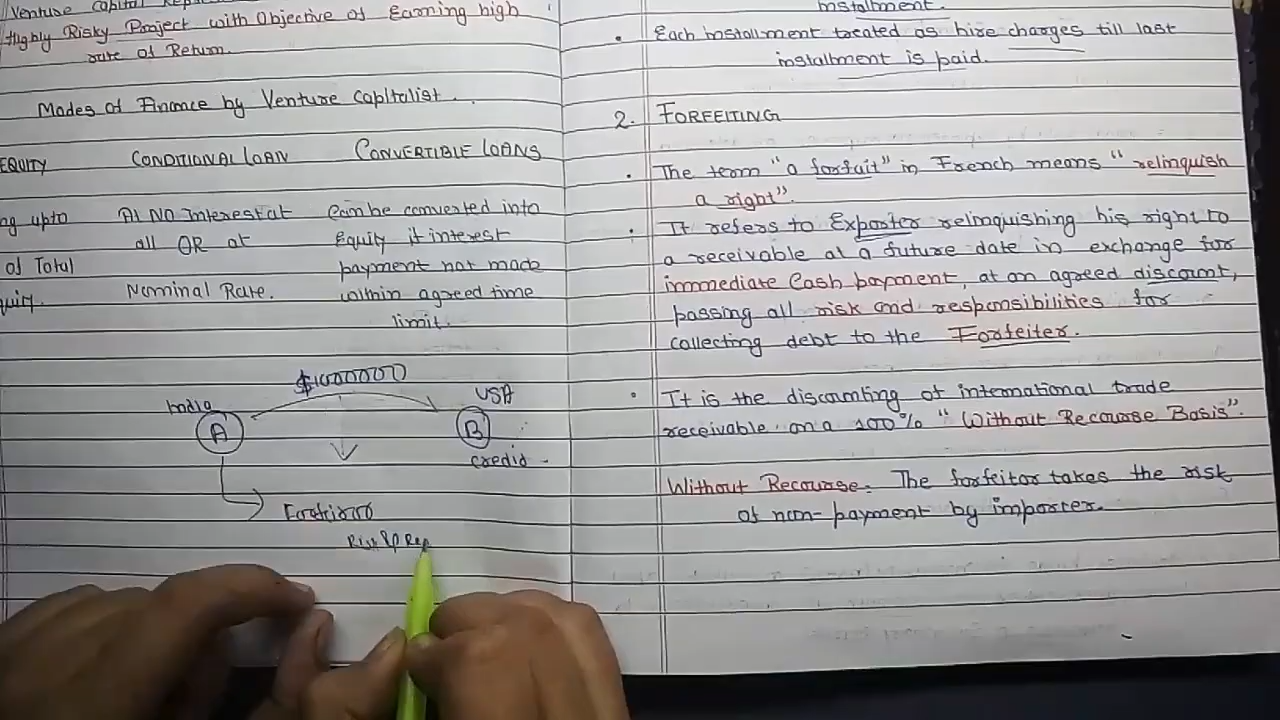 Venture Capital
Highly Risky Project with Objective of Earning high
rate of Return.
Modes of Finance by Venture Capitalist.
EQUITY CONDITIONAL LOAN CONVERTIBLE LOANS
upto At NO Interest at Can be converted into
all OR at Equity if interest
of Total payment not made
Nominal Rate. within agreed time
limit.
India USA
A B
credit
Risk &
installment.
• Each installment treated as hire charges till last
installment is paid.
2. FORFEITING
• The term "a forfait" in French means "relinquish
a right".
• It refers to Exporter relinquishing his right to
a receivable at a future date in exchange for
immediate Cash payment, at an agreed discount,
passing all risk and responsibilities for
collecting debt to the Forfeiter.
• It is the discounting of international trade
receivable on a 100% "Without Recourse Basis".
Without Recourse. The forfeitor takes the risk
of non-payment by importer.